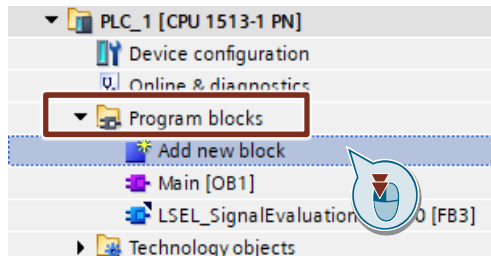 PLC_1 [CPU 1513-1 PN]
Device configuration
Online & diagnostics
Program blocks
Add new block
Main [OB1]
LSEL_SignalEvaluation 0 [FB3]
Technology objects